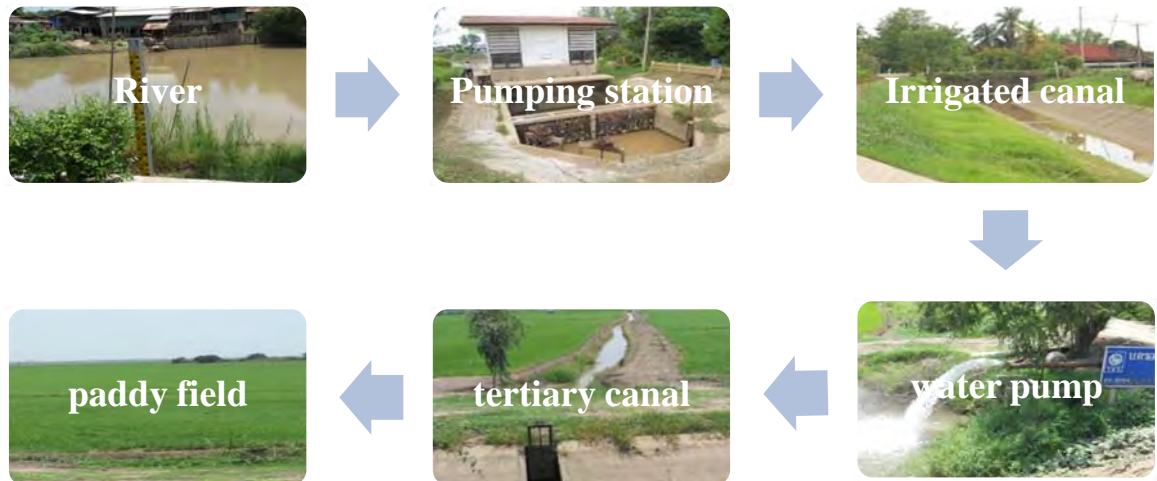 River
Pumping station
Irrigated canal
water pump
tertiary canal
paddy field